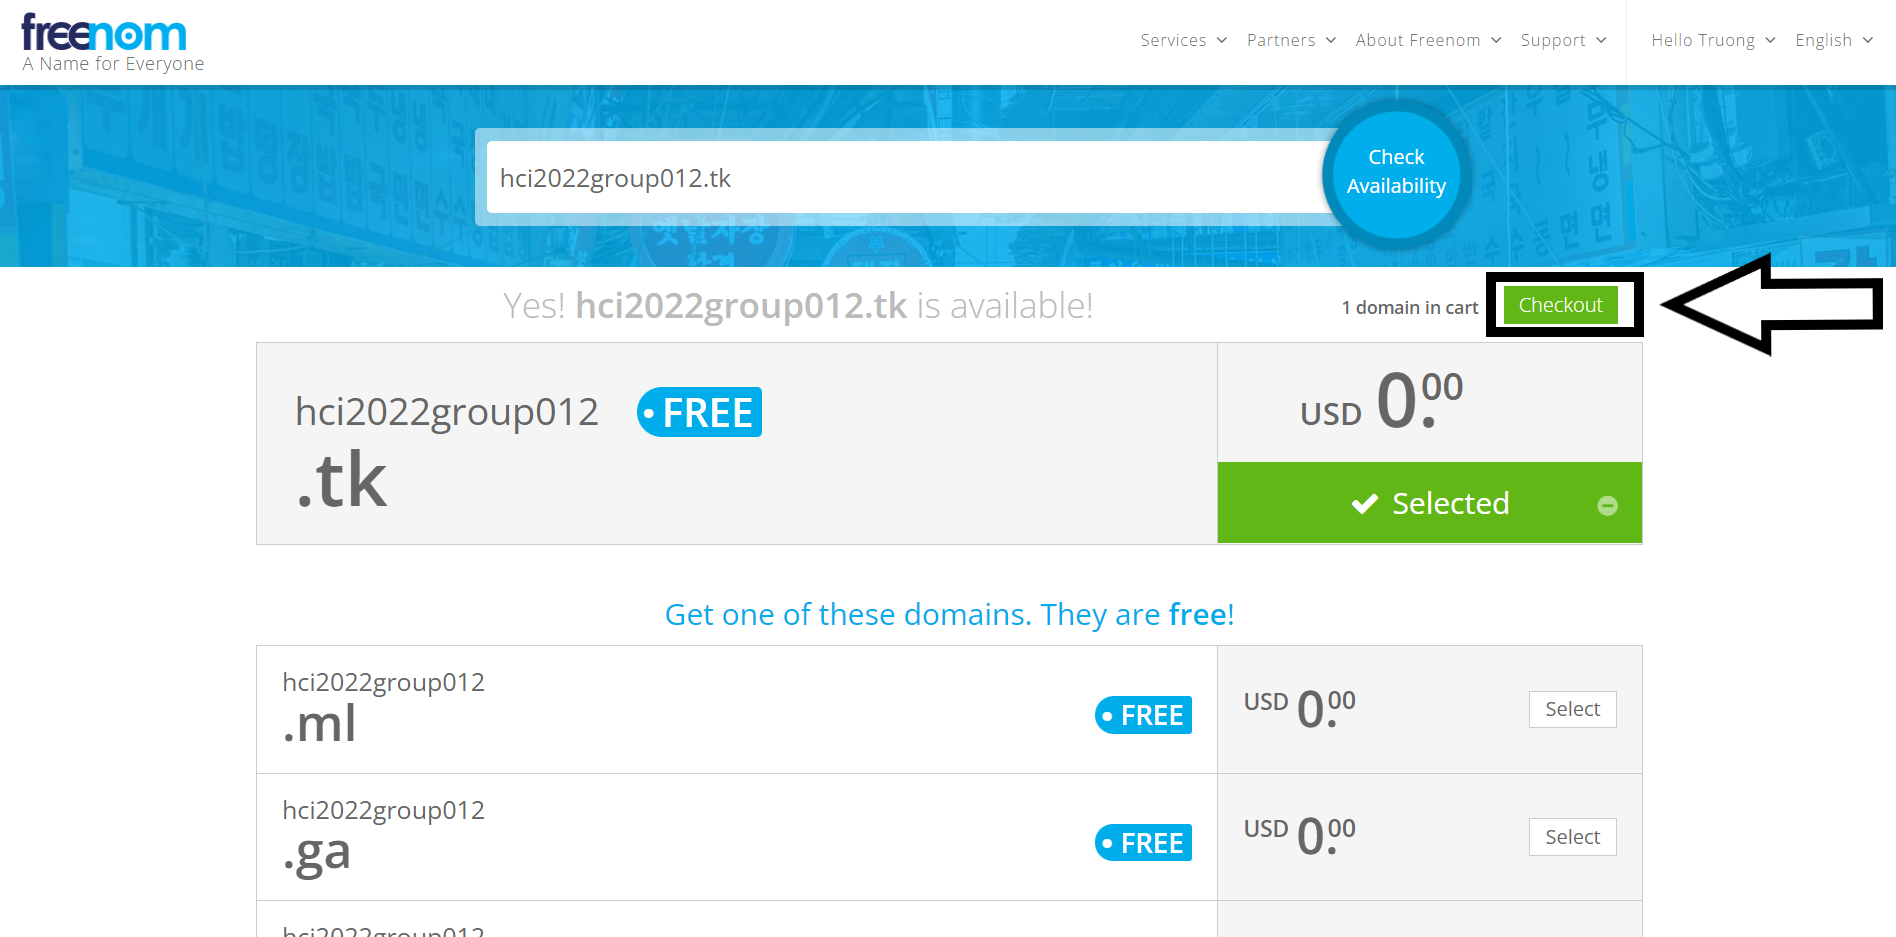 freenom
A Name for Everyone
Services Partners About Freenom Support Hello Truong English
hci2022group012.tk
Check
Availability
Yes! hci2022group012.tk is available!
1 domain in cart Checkout
hci2022group012 FREE
.tk
USD 0.00
Selected
Get one of these domains. They are free!
hci2022group012
.ml
FREE
USD 0.00
Select
hci2022group012
.ga
FREE
USD 0.00
Select
hci2022group012